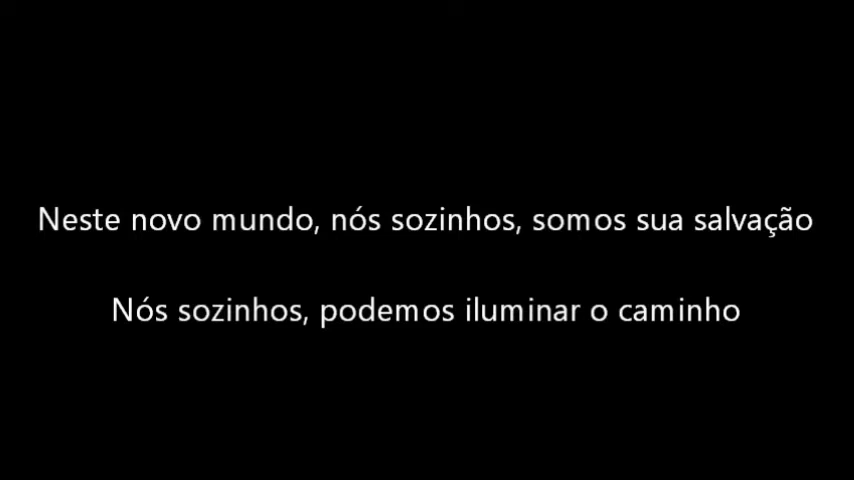 Neste novo mundo, nós sozinhos, somos sua salvação
Nós sozinhos, podemos iluminar o caminho